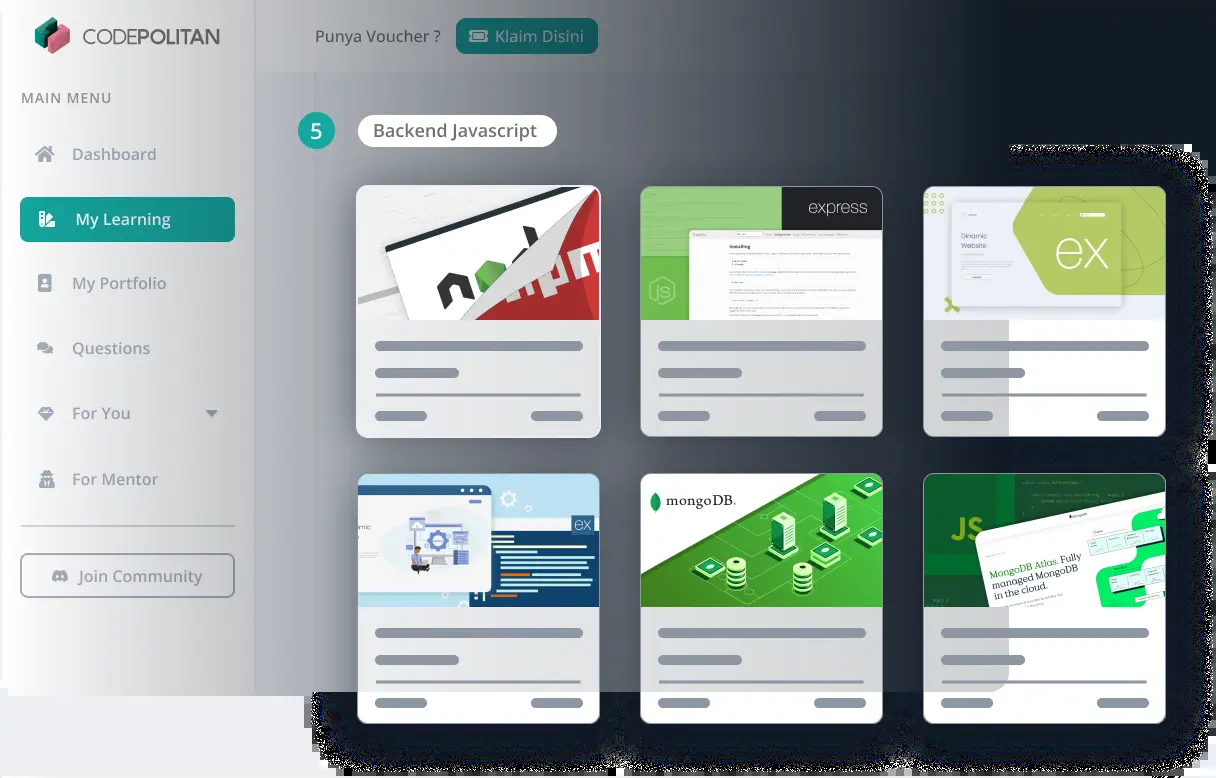 CODEPOLITAN
Punya Voucher ?
Klaim Disini
MAIN MENU
Dashboard
My Learning
My Portfolio
Questions
For You
For Mentor
Join Community
5
Backend Javascript
express
Installing
JS
Dinamic
Website
ex
ex
mongoDB.
JS
MongoDB Atlas. Fully
managed MongoDB
in the cloud.